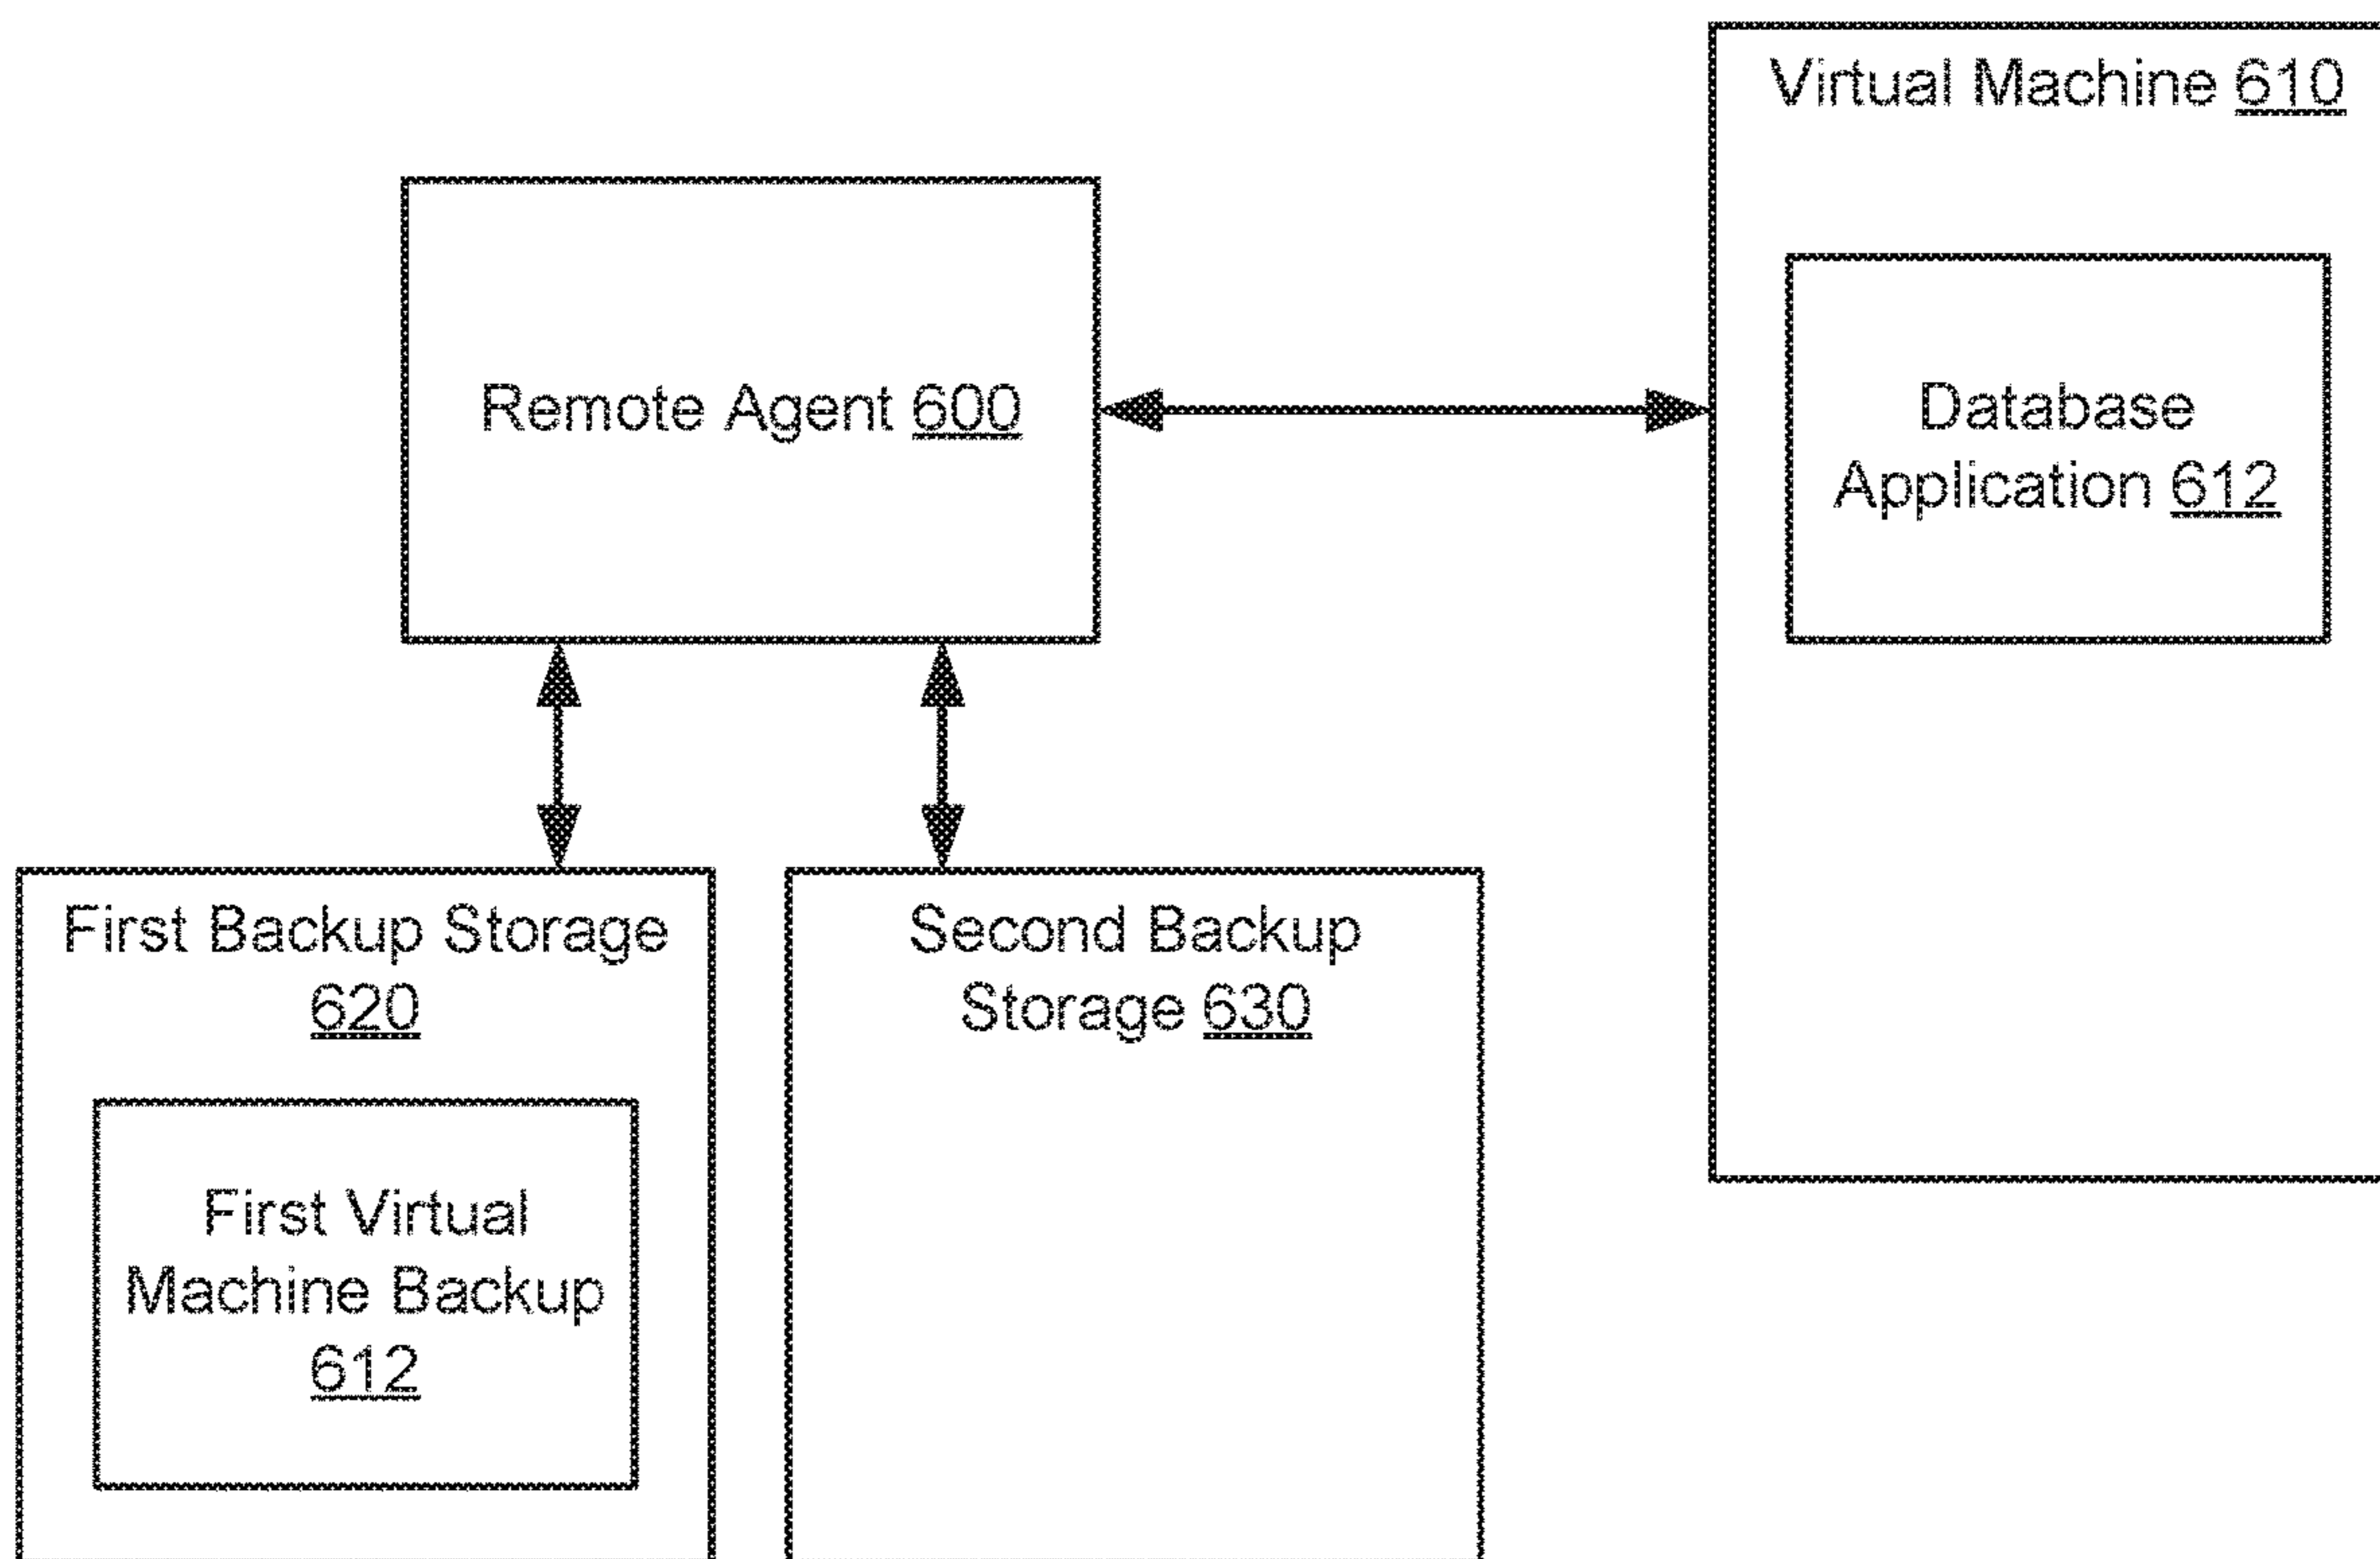 Virtual Machine 610
Remote Agent 600
Database
Application 612
First Backup Storage
620
Second Backup
Storage 630
First Virtual
Machine Backup
612